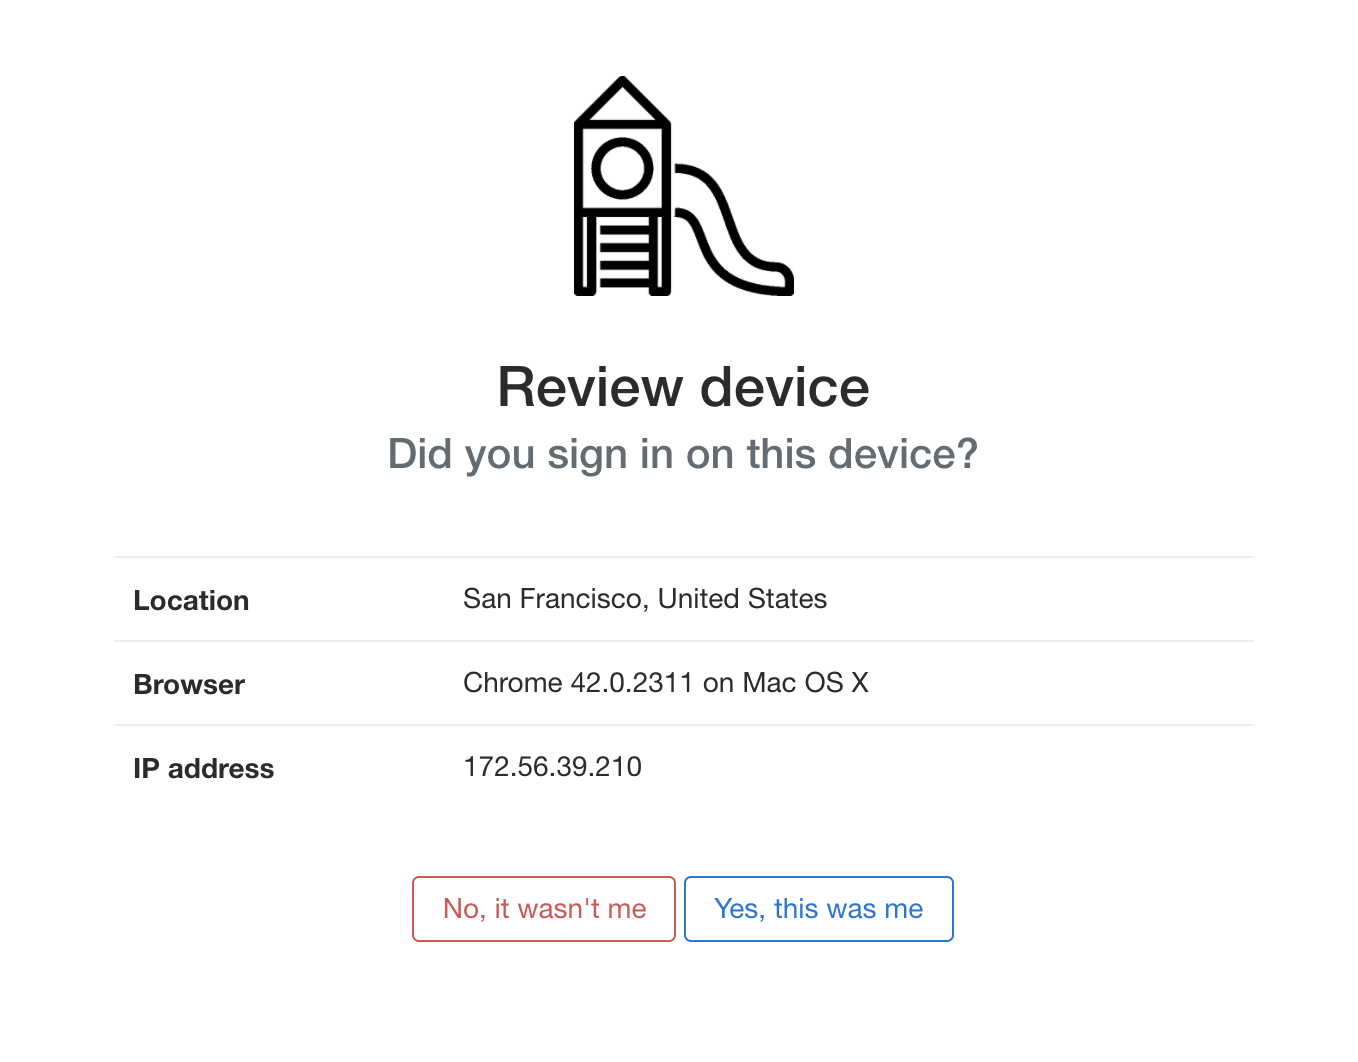 Review device
Did you sign in on this device?
Location San Francisco, United States
Browser Chrome 42.0.2311 on Mac OS X
IP address 172.56.39.210
No, it wasn't me Yes, this was me